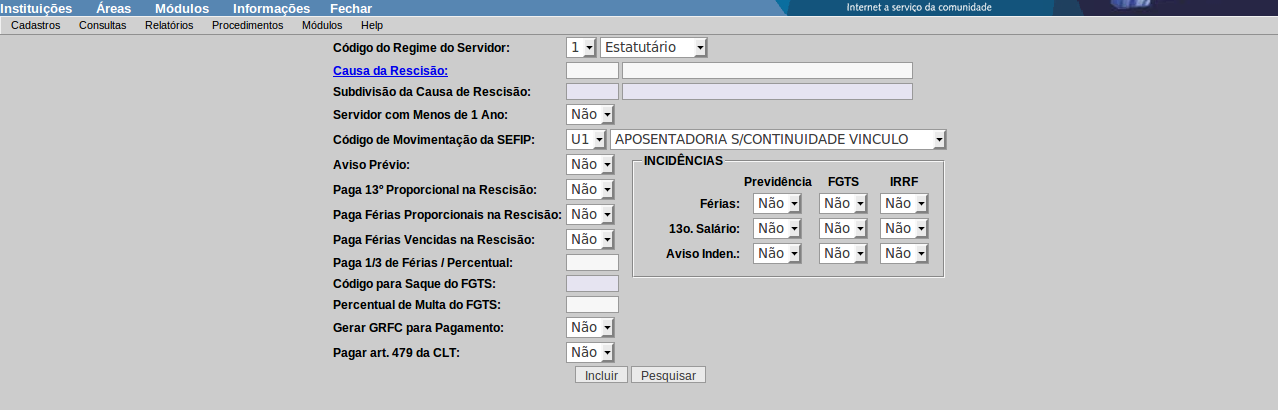 Instituições Áreas Módulos Informações Fechar Internet a serviço da comunidade
Cadastros Consultas Relatórios Procedimentos Módulos Help
Código do Regime do Servidor: 1 Estatutário
Causa da Rescisão:
Subdivisão da Causa de Rescisão:
Servidor com Menos de 1 Ano: Não
Código de Movimentação da SEFIP: U1 APOSENTADORIA S/CONTINUIDADE VINCULO
Aviso Prévio: Não
Paga 13º Proporcional na Rescisão: Não
Paga Férias Proporcionais na Rescisão: Não
Paga Férias Vencidas na Rescisão: Não
Paga 1/3 de Férias / Percentual:
Código para Saque do FGTS:
Percentual de Multa do FGTS:
Gerar GRFC para Pagamento: Não
Pagar art. 479 da CLT: Não
INCIDÊNCIAS
Previdência FGTS IRRF
Férias: Não Não Não
13o. Salário: Não Não Não
Aviso Inden.: Não Não Não
Incluir Pesquisar